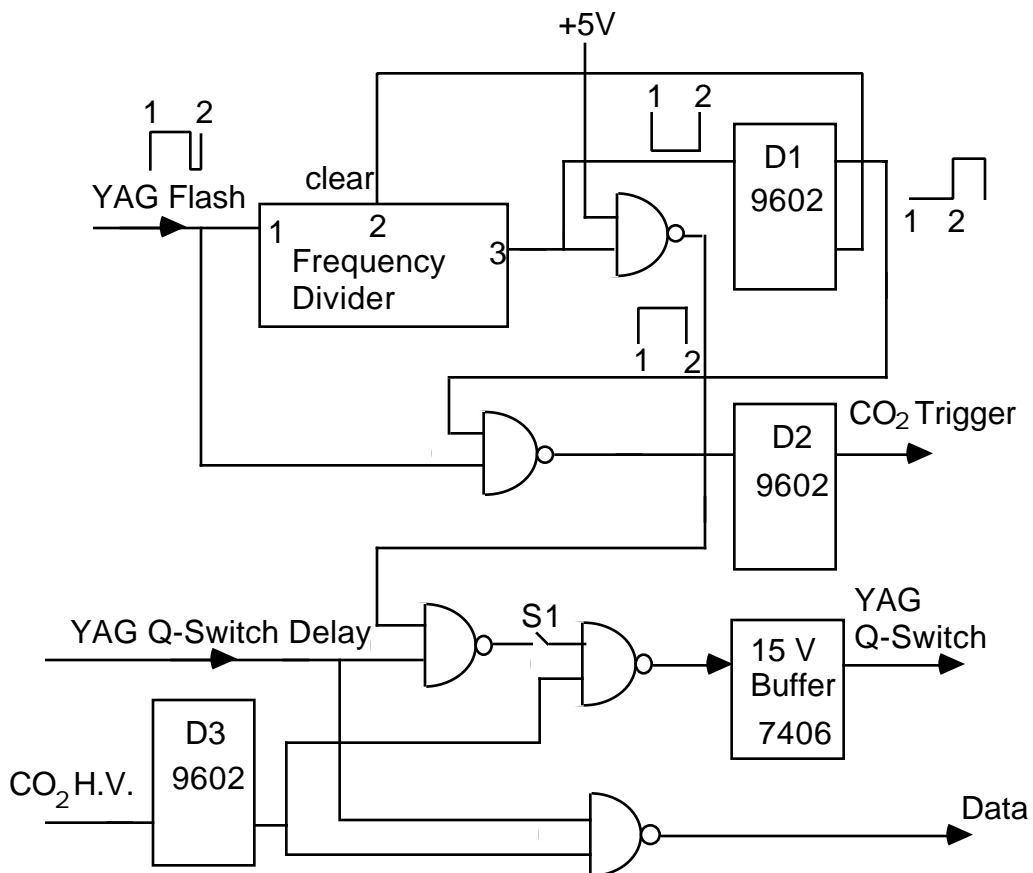 +5V
1 2
1 2
D1
9602
YAG Flash
clear
1 2
1
2
3
Frequency
Divider
1 2
CO2 Trigger
D2
9602
YAG Q-Switch Delay
S1
YAG
Q-Switch
15 V
Buffer
7406
D3
9602
CO2 H.V.
Data